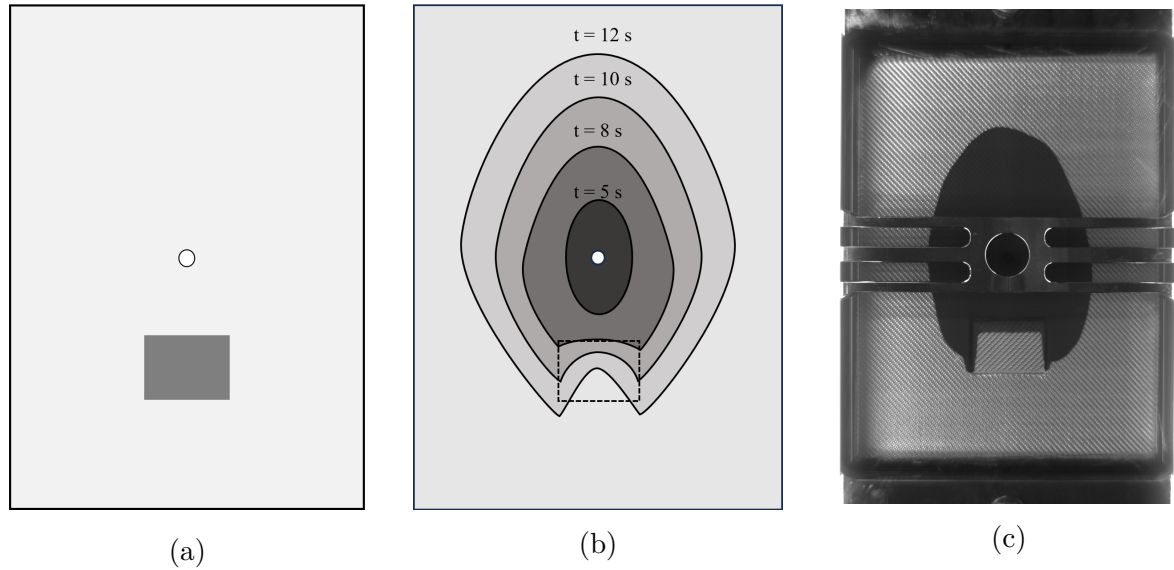 t = 12 s
t = 10 s
t = 8 s
t = 5 s
(a)
(b)
(c)